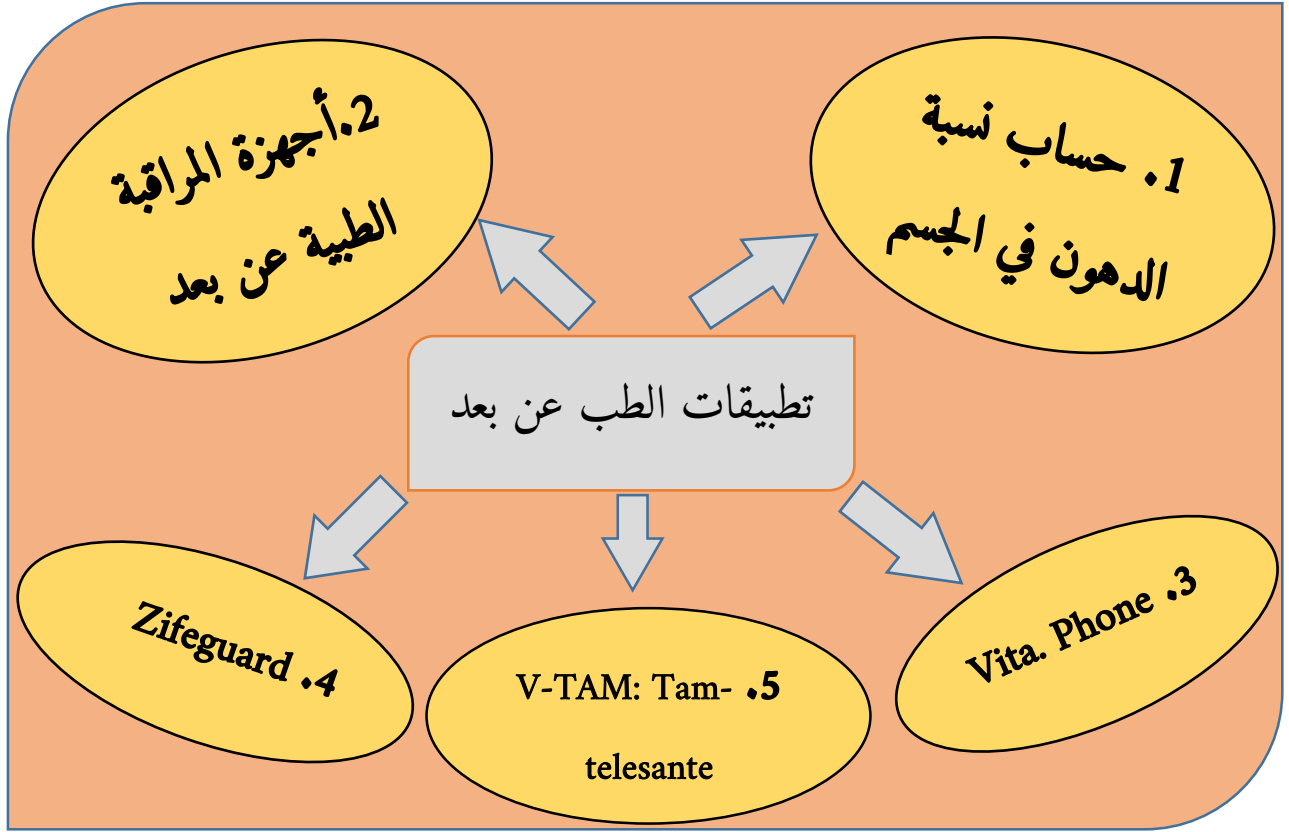 1. حساب نسبة
الدهون في الجسم
2.أجهزة المراقبة
الطبية عن بعد
تطبيقات الطب عن بعد
3. Vita. Phone
4. Zifeguard
5. V-TAM: Tam-
telesante